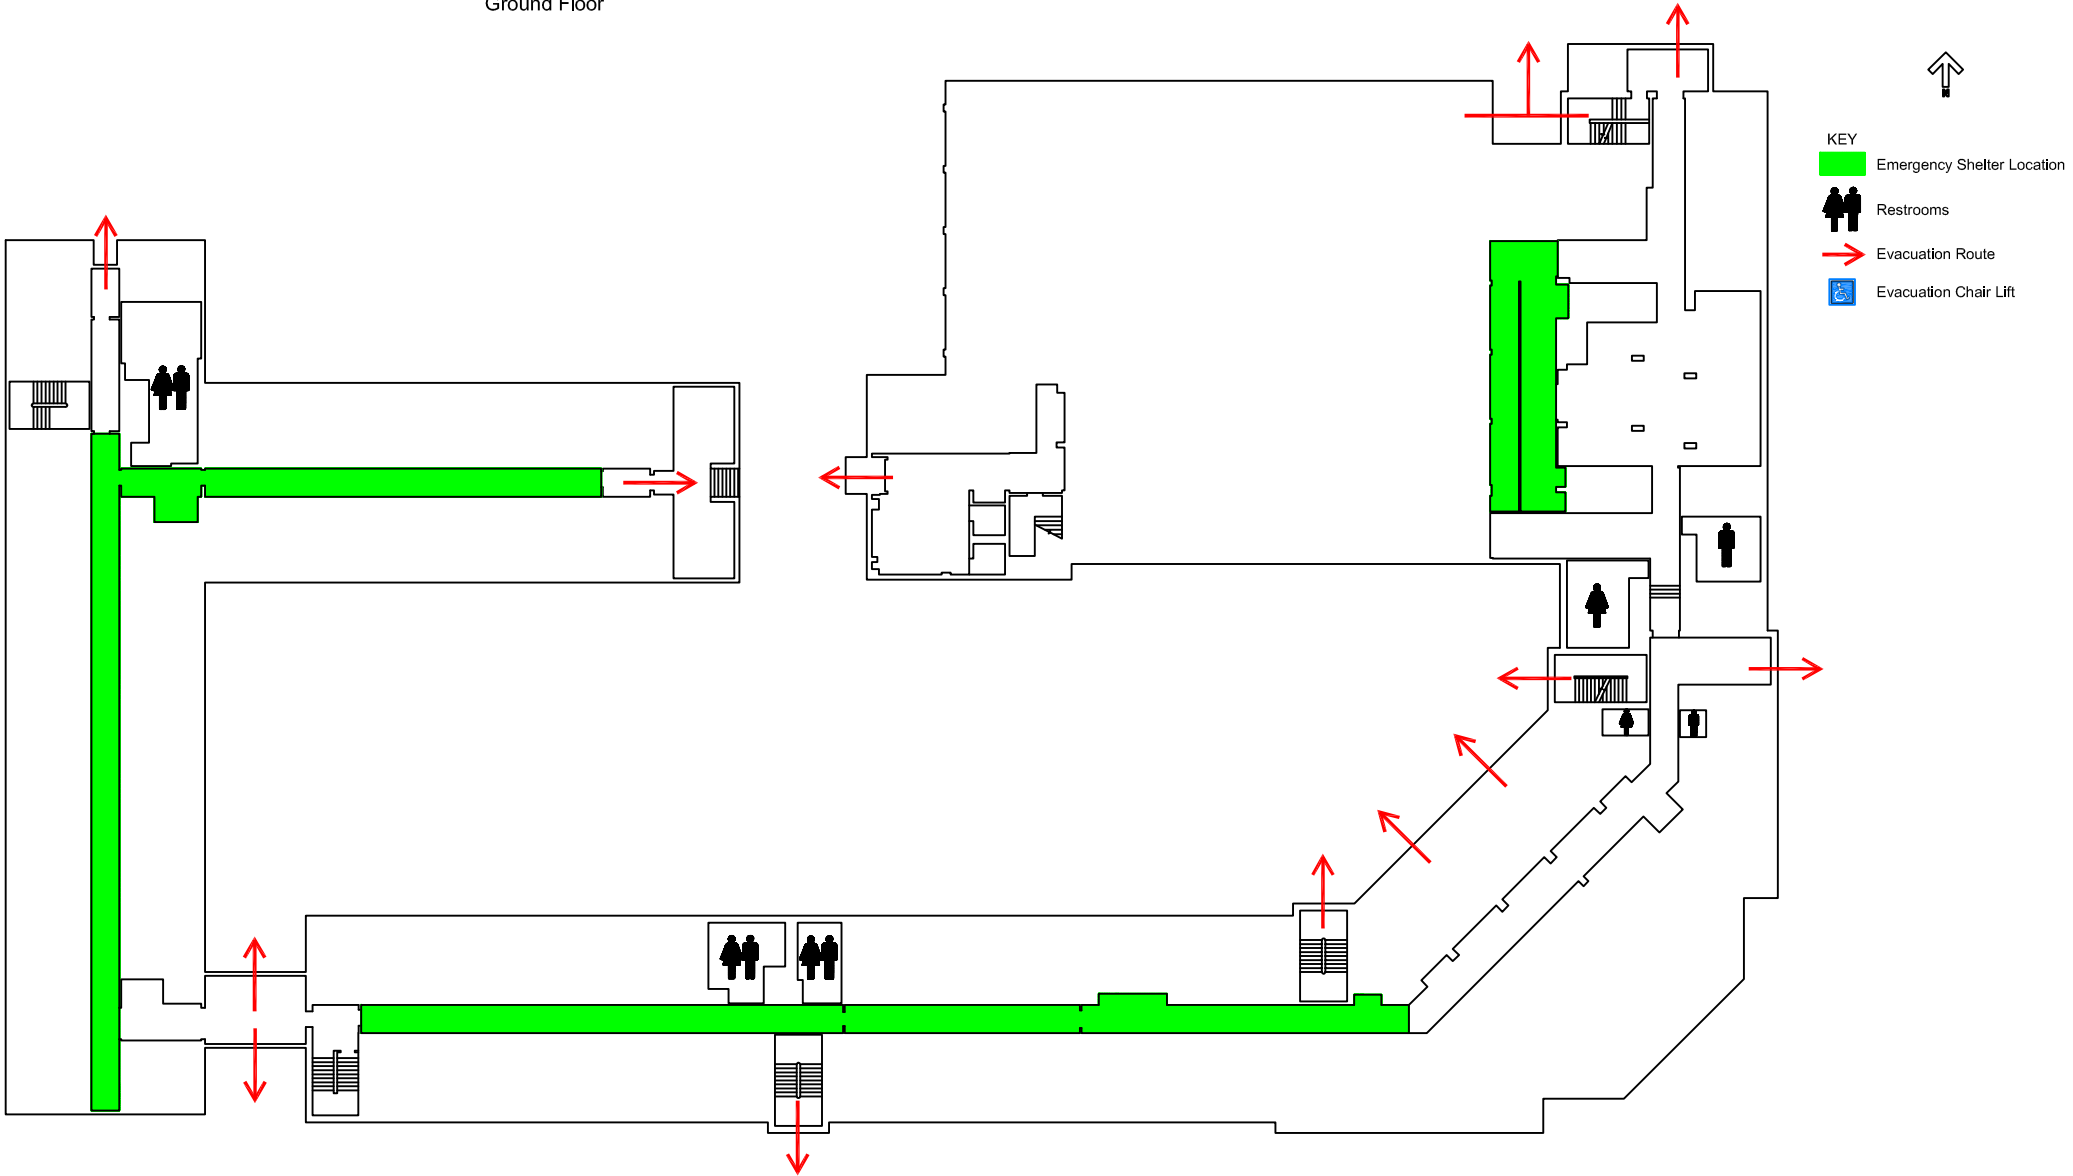 Ground Floor
N
KEY
Emergency Shelter Location
Restrooms
Evacuation Route
Evacuation Chair Lift